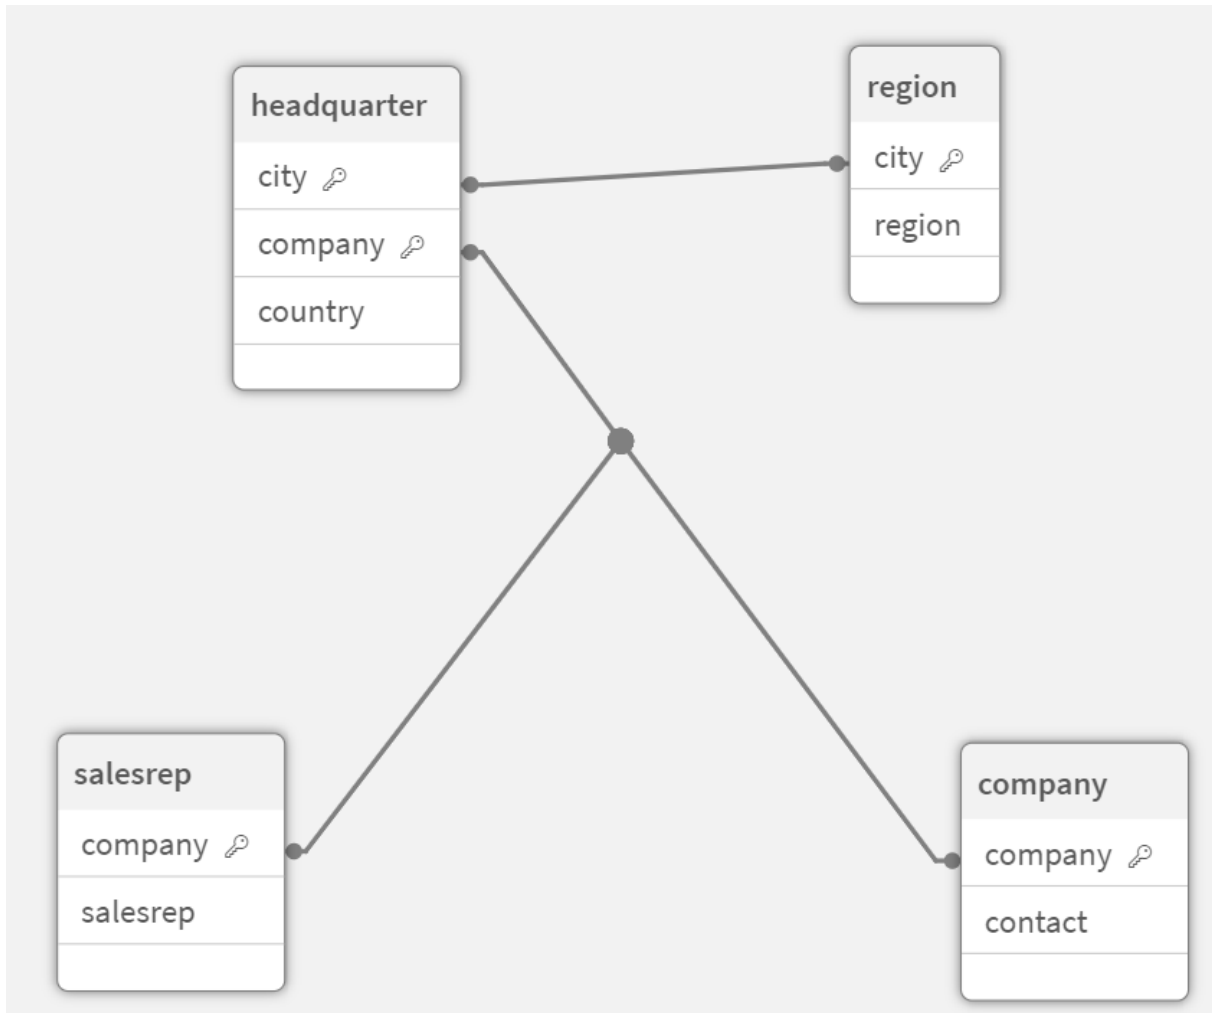 headquarter
city
company
country
region
city
region
salesrep
company
salesrep
company
company
contact